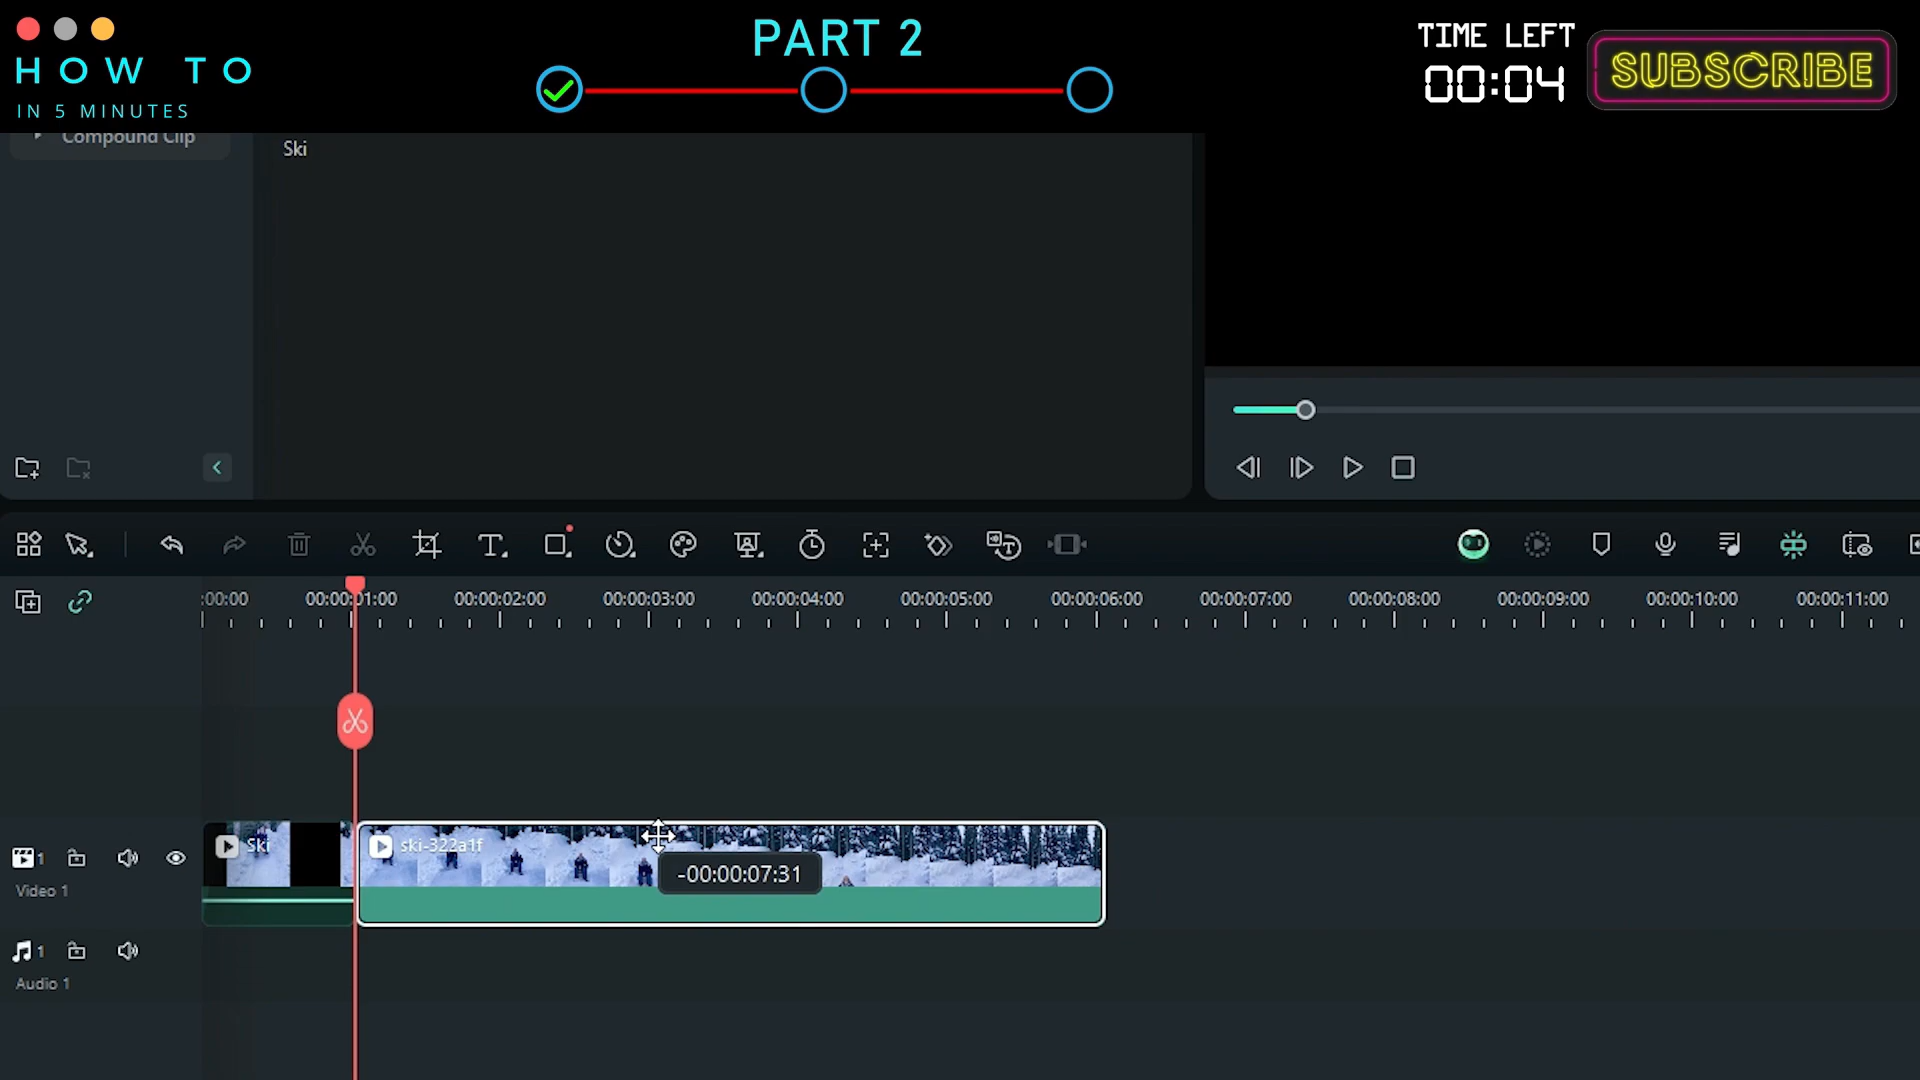 HOW TO
IN 5 MINUTES
PART 2
TIME LEFT
00:04
SUBSCRIBE
Compound Clip
Ski
:00:00
00:00:01:00
00:00:02:00
00:00:03:00
00:00:04:00
00:00:05:00
00:00:06:00
00:00:07:00
00:00:08:00
00:00:09:00
00:00:10:00
00:00:11:00
Ski
ski-322a1f
-00:00:07:31
1
Video 1
1
Audio 1